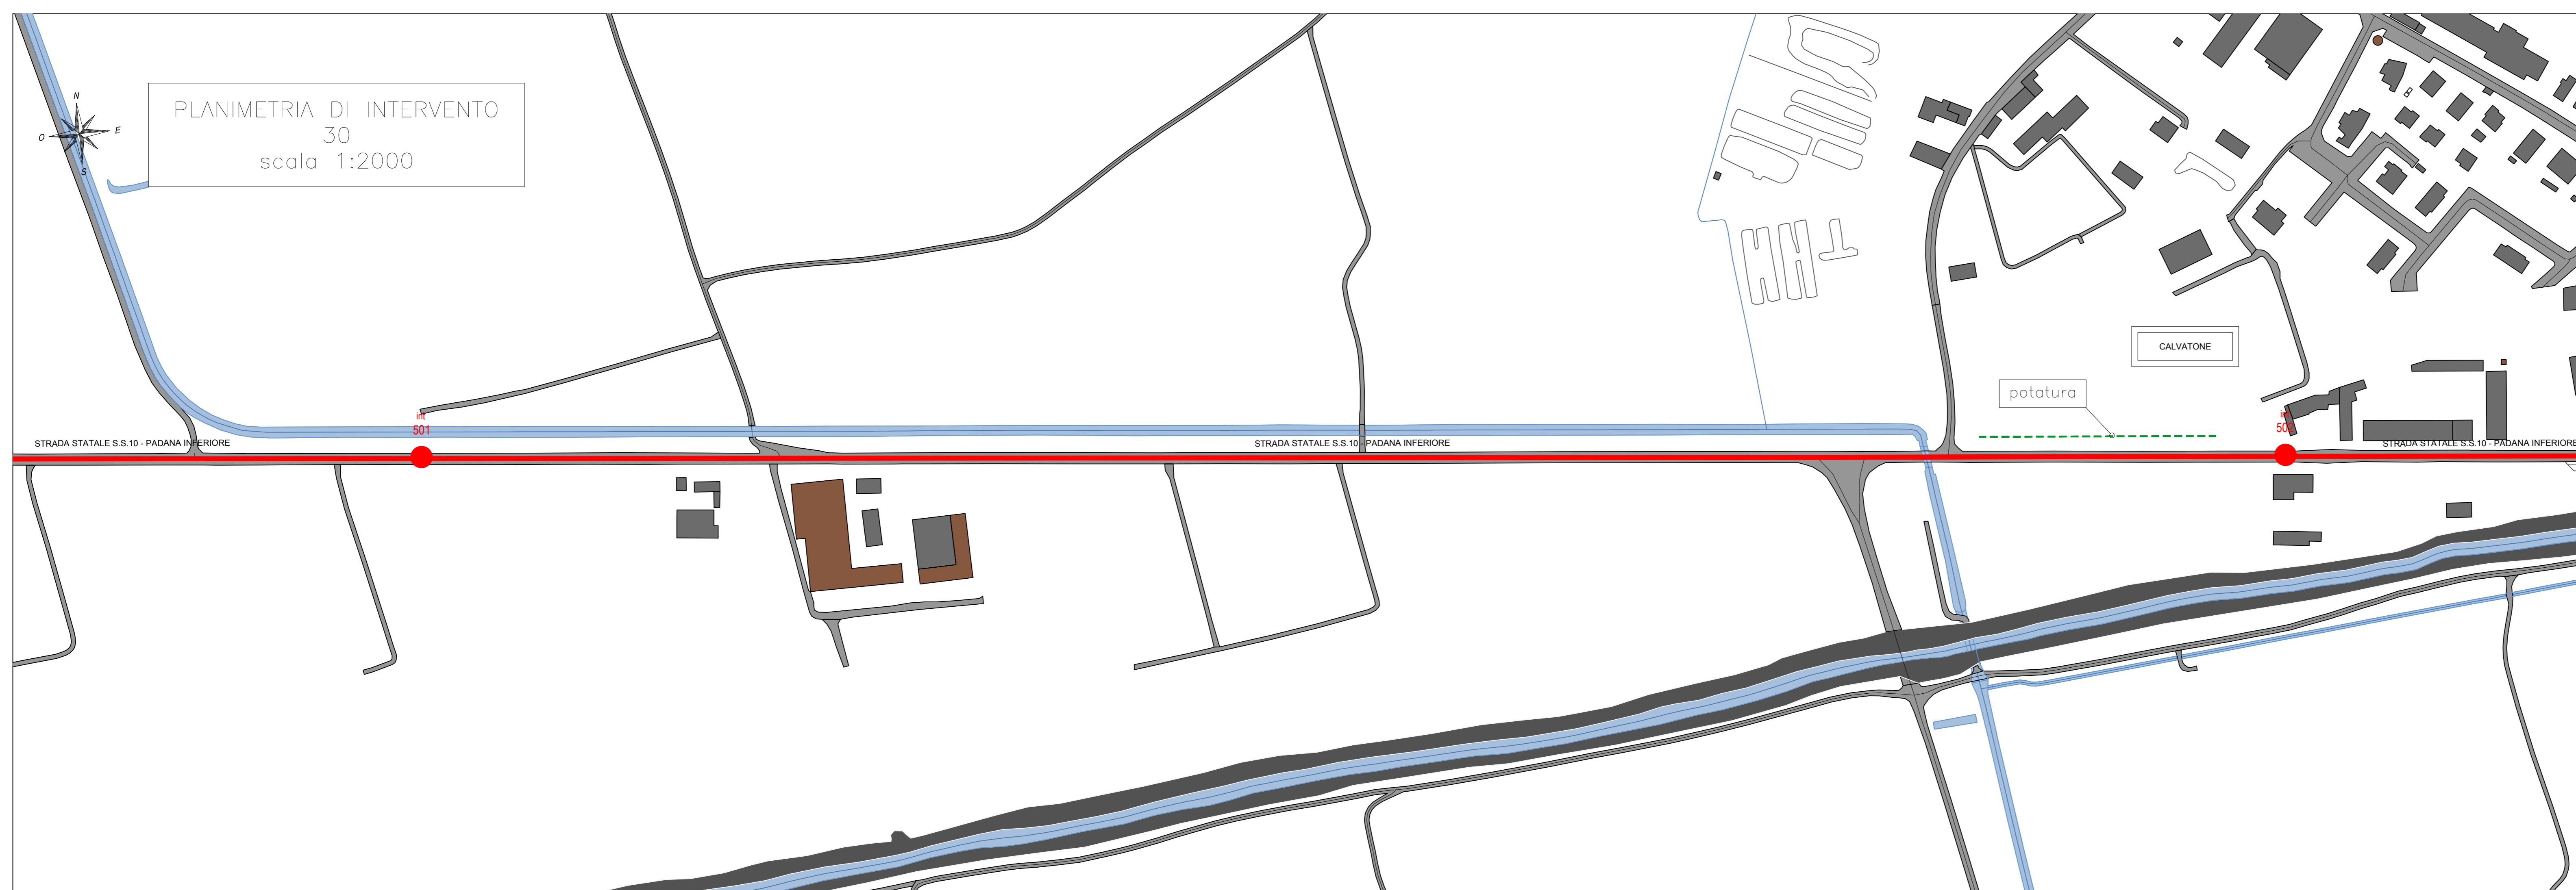 PLANIMETRIA DI INTERVENTO
30
scala 1:2000
N
O
E
S
CALVATONE
potatura
int
501
int
502
STRADA STATALE S.S.10 - PADANA INFERIORE
STRADA STATALE S.S.10 - PADANA INFERIORE
STRADA STATALE S.S.10 - PADANA INFERIORE